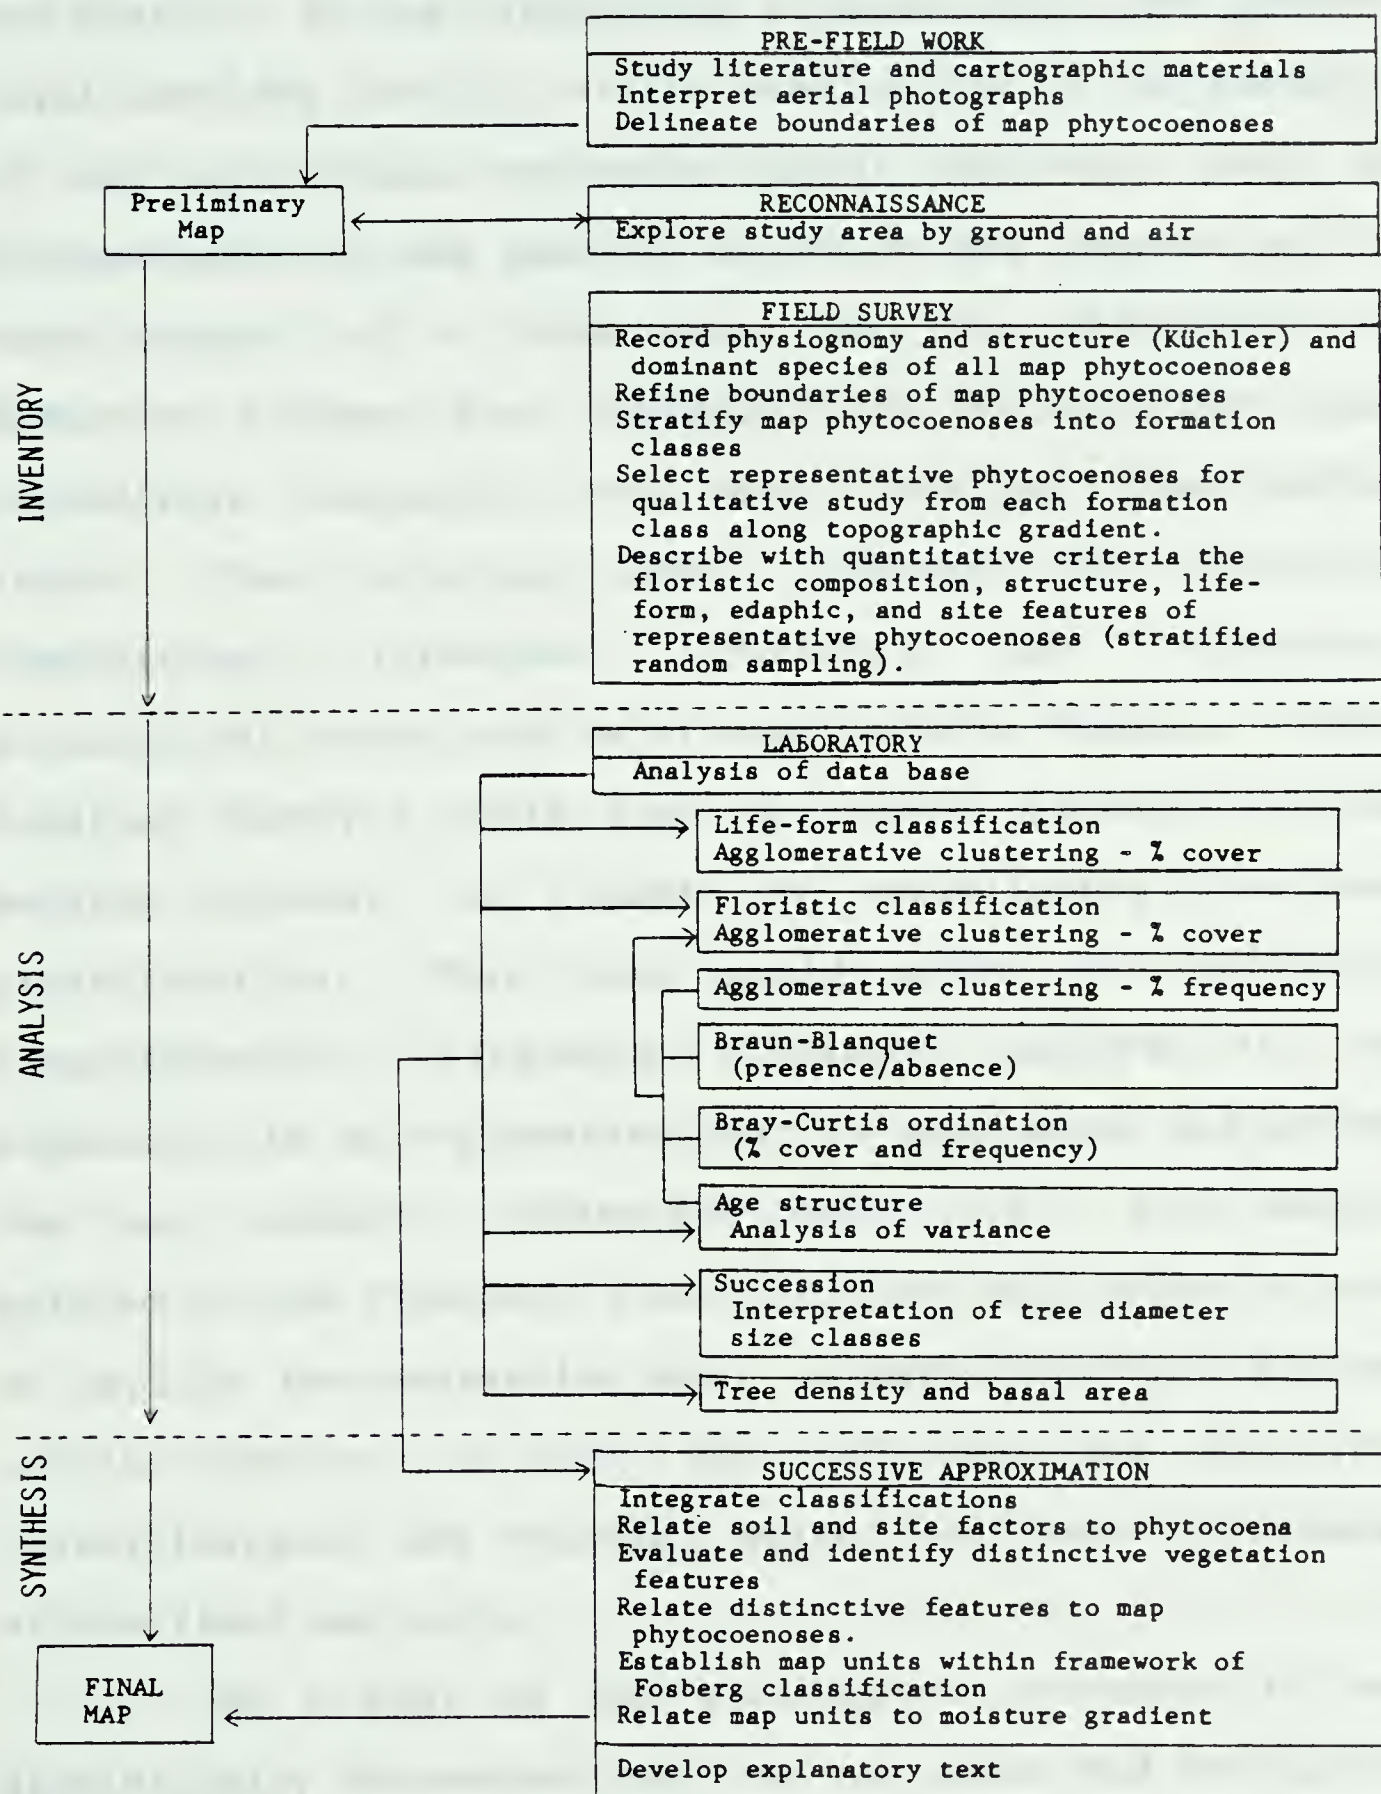 PRE-FIELD WORK
Study literature and cartographic materials
Interpret aerial photographs
Delineate boundaries of map phytocoenoses
Preliminary
Map
RECONNAISSANCE
Explore study area by ground and air
INVENTORY
FIELD SURVEY
Record physiognomy and structure (Küchler) and
dominant species of all map phytocoenoses
Refine boundaries of map phytocoenoses
Stratify map phytocoenoses into formation
classes
Select representative phytocoenoses for
qualitative study from each formation
class along topographic gradient.
Describe with quantitative criteria the
floristic composition, structure, life-
form, edaphic, and site features of
representative phytocoenoses (stratified
random sampling).
ANALYSIS
LABORATORY
Analysis of data base
Life-form classification
Agglomerative clustering - % cover
Floristic classification
Agglomerative clustering - % cover
Agglomerative clustering - % frequency
Braun-Blanquet
(presence/absence)
Bray-Curtis ordination
(% cover and frequency)
Age structure
Analysis of variance
Succession
Interpretation of tree diameter
size classes
Tree density and basal area
SYNTHESIS
SUCCESSIVE APPROXIMATION
Integrate classifications
Relate soil and site factors to phytocoena
Evaluate and identify distinctive vegetation
features
Relate distinctive features to map
phytocoenoses.
Establish map units within framework of
Fosberg classification
Relate map units to moisture gradient
Develop explanatory text
FINAL
MAP